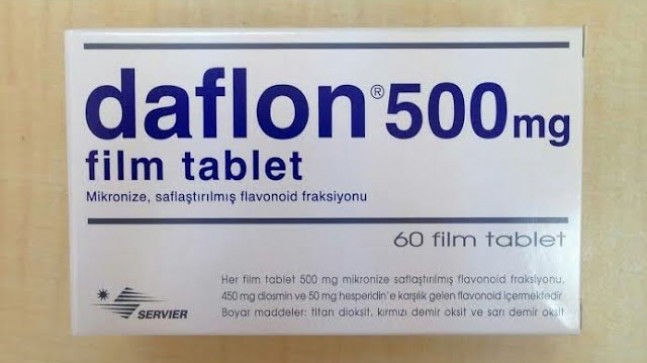 daflon® 500 mg
film tablet
Mikronize, saflaştırılmış flavonoid fraksiyonu
60 film tablet
Her film tablet 500 mg mikronize saflaştırılmış flavonoid fraksiyonu,
450 mg diosmin ve 50 mg hesperidin'e karşılık gelen flavonoid içermektedir
Boyar maddeler: titan dioksit, kırmızı demir oksit ve sarı demir oksit
SERVIER